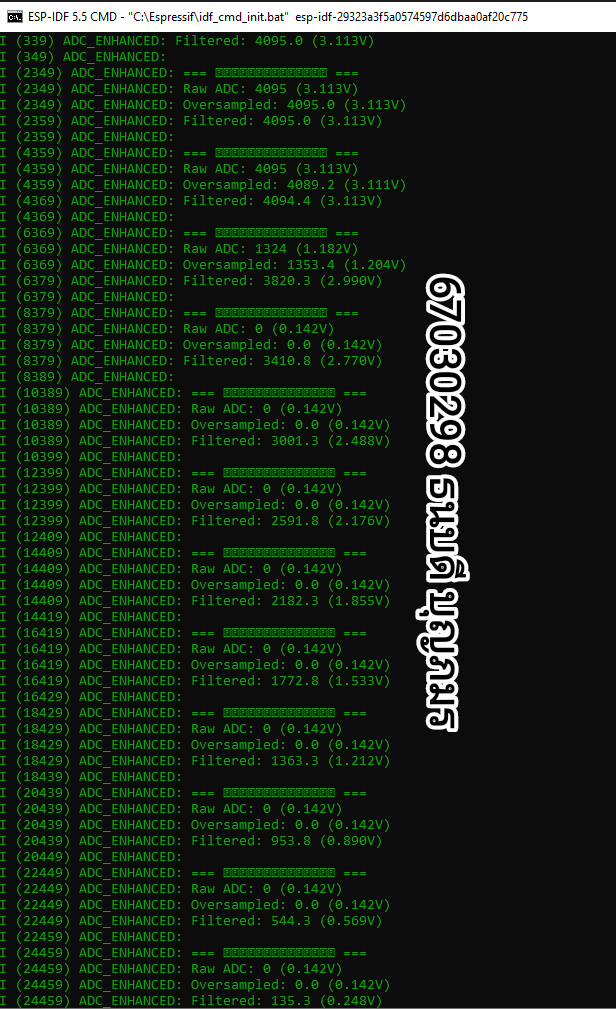 ESP-IDF 5.5 CMD - "C:\Espressif\idf_cmd_init.bat" esp-idf-29323a3f5a0574597d6dbaa0af20c775
I (339) ADC_ENHANCED: Filtered: 4095.0 (3.113V)
I (349) ADC_ENHANCED:
I (2349) ADC_ENHANCED: === ===
I (2349) ADC_ENHANCED: Raw ADC: 4095 (3.113V)
I (2349) ADC_ENHANCED: Oversampled: 4095.0 (3.113V)
I (2359) ADC_ENHANCED: Filtered: 4095.0 (3.113V)
I (2359) ADC_ENHANCED:
I (4359) ADC_ENHANCED: === ===
I (4359) ADC_ENHANCED: Raw ADC: 4095 (3.113V)
I (4359) ADC_ENHANCED: Oversampled: 4089.2 (3.111V)
I (4369) ADC_ENHANCED: Filtered: 4094.4 (3.113V)
I (4369) ADC_ENHANCED:
I (6369) ADC_ENHANCED: === ===
I (6369) ADC_ENHANCED: Raw ADC: 1324 (1.182V)
I (6369) ADC_ENHANCED: Oversampled: 1353.4 (1.204V)
I (6379) ADC_ENHANCED: Filtered: 3820.3 (2.990V)
I (6379) ADC_ENHANCED:
I (8379) ADC_ENHANCED: === ===
I (8379) ADC_ENHANCED: Raw ADC: 0 (0.142V)
I (8379) ADC_ENHANCED: Oversampled: 0.0 (0.142V)
I (8379) ADC_ENHANCED: Filtered: 3410.8 (2.770V)
I (8389) ADC_ENHANCED:
I (10389) ADC_ENHANCED: === ===
I (10389) ADC_ENHANCED: Raw ADC: 0 (0.142V)
I (10389) ADC_ENHANCED: Oversampled: 0.0 (0.142V)
I (10389) ADC_ENHANCED: Filtered: 3001.3 (2.488V)
I (10399) ADC_ENHANCED:
I (12399) ADC_ENHANCED: === ===
I (12399) ADC_ENHANCED: Raw ADC: 0 (0.142V)
I (12399) ADC_ENHANCED: Oversampled: 0.0 (0.142V)
I (12399) ADC_ENHANCED: Filtered: 2591.8 (2.176V)
I (12409) ADC_ENHANCED:
I (14409) ADC_ENHANCED: === ===
I (14409) ADC_ENHANCED: Raw ADC: 0 (0.142V)
I (14409) ADC_ENHANCED: Oversampled: 0.0 (0.142V)
I (14409) ADC_ENHANCED: Filtered: 2182.3 (1.855V)
I (14419) ADC_ENHANCED:
I (16419) ADC_ENHANCED: === ===
I (16419) ADC_ENHANCED: Raw ADC: 0 (0.142V)
I (16419) ADC_ENHANCED: Oversampled: 0.0 (0.142V)
I (16419) ADC_ENHANCED: Filtered: 1772.8 (1.533V)
I (16429) ADC_ENHANCED:
I (18429) ADC_ENHANCED: === ===
I (18429) ADC_ENHANCED: Raw ADC: 0 (0.142V)
I (18429) ADC_ENHANCED: Oversampled: 0.0 (0.142V)
I (18429) ADC_ENHANCED: Filtered: 1363.3 (1.212V)
I (18439) ADC_ENHANCED:
I (20439) ADC_ENHANCED: === ===
I (20439) ADC_ENHANCED: Raw ADC: 0 (0.142V)
I (20439) ADC_ENHANCED: Oversampled: 0.0 (0.142V)
I (20439) ADC_ENHANCED: Filtered: 953.8 (0.890V)
I (20449) ADC_ENHANCED:
I (22449) ADC_ENHANCED: === ===
I (22449) ADC_ENHANCED: Raw ADC: 0 (0.142V)
I (22449) ADC_ENHANCED: Oversampled: 0.0 (0.142V)
I (22449) ADC_ENHANCED: Filtered: 544.3 (0.569V)
I (22459) ADC_ENHANCED:
I (24459) ADC_ENHANCED: === ===
I (24459) ADC_ENHANCED: Raw ADC: 0 (0.142V)
I (24459) ADC_ENHANCED: Oversampled: 0.0 (0.142V)
I (24459) ADC_ENHANCED: Filtered: 135.3 (0.248V)
67030298 ธนบดี บุญภมร